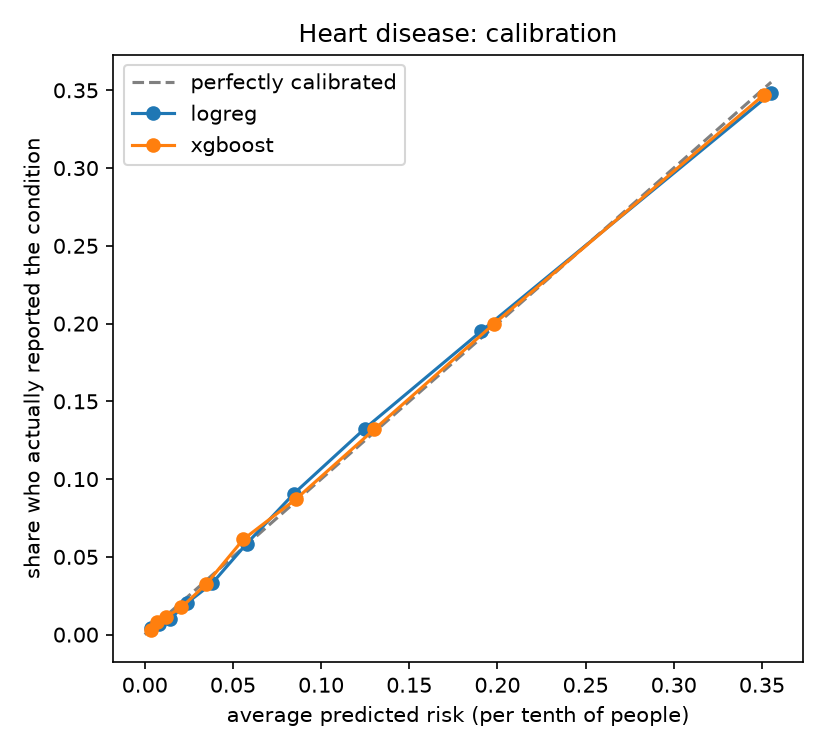 Heart disease: calibration
perfectly calibrated
logreg
xgboost
share who actually reported the condition
0.35
0.30
0.25
0.20
0.15
0.10
0.05
0.00
0.00 0.05 0.10 0.15 0.20 0.25 0.30 0.35
average predicted risk (per tenth of people)